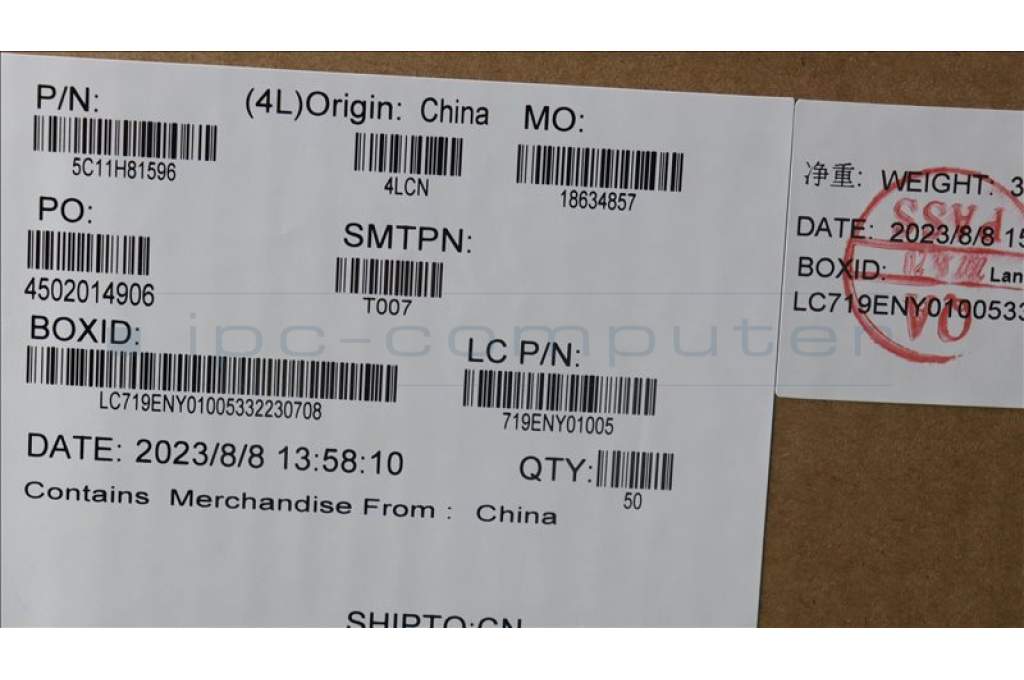 P/N:
5C11H81596
(4L)Origin: China
4LCN
MO:
18634857
PO:
4502014906
SMTPN:
T007
BOXID:
LC719ENY01005332230708
LC P/N:
719ENY01005
DATE: 2023/8/8 13:58:10
QTY:
50
Contains Merchandise From : China
SHIPTO:CN
净重: WEIGHT: 3
DATE: 2023/8/8 15
BOXID: Lan
LC719ENY0100533
PASS
QA
ipc-computer